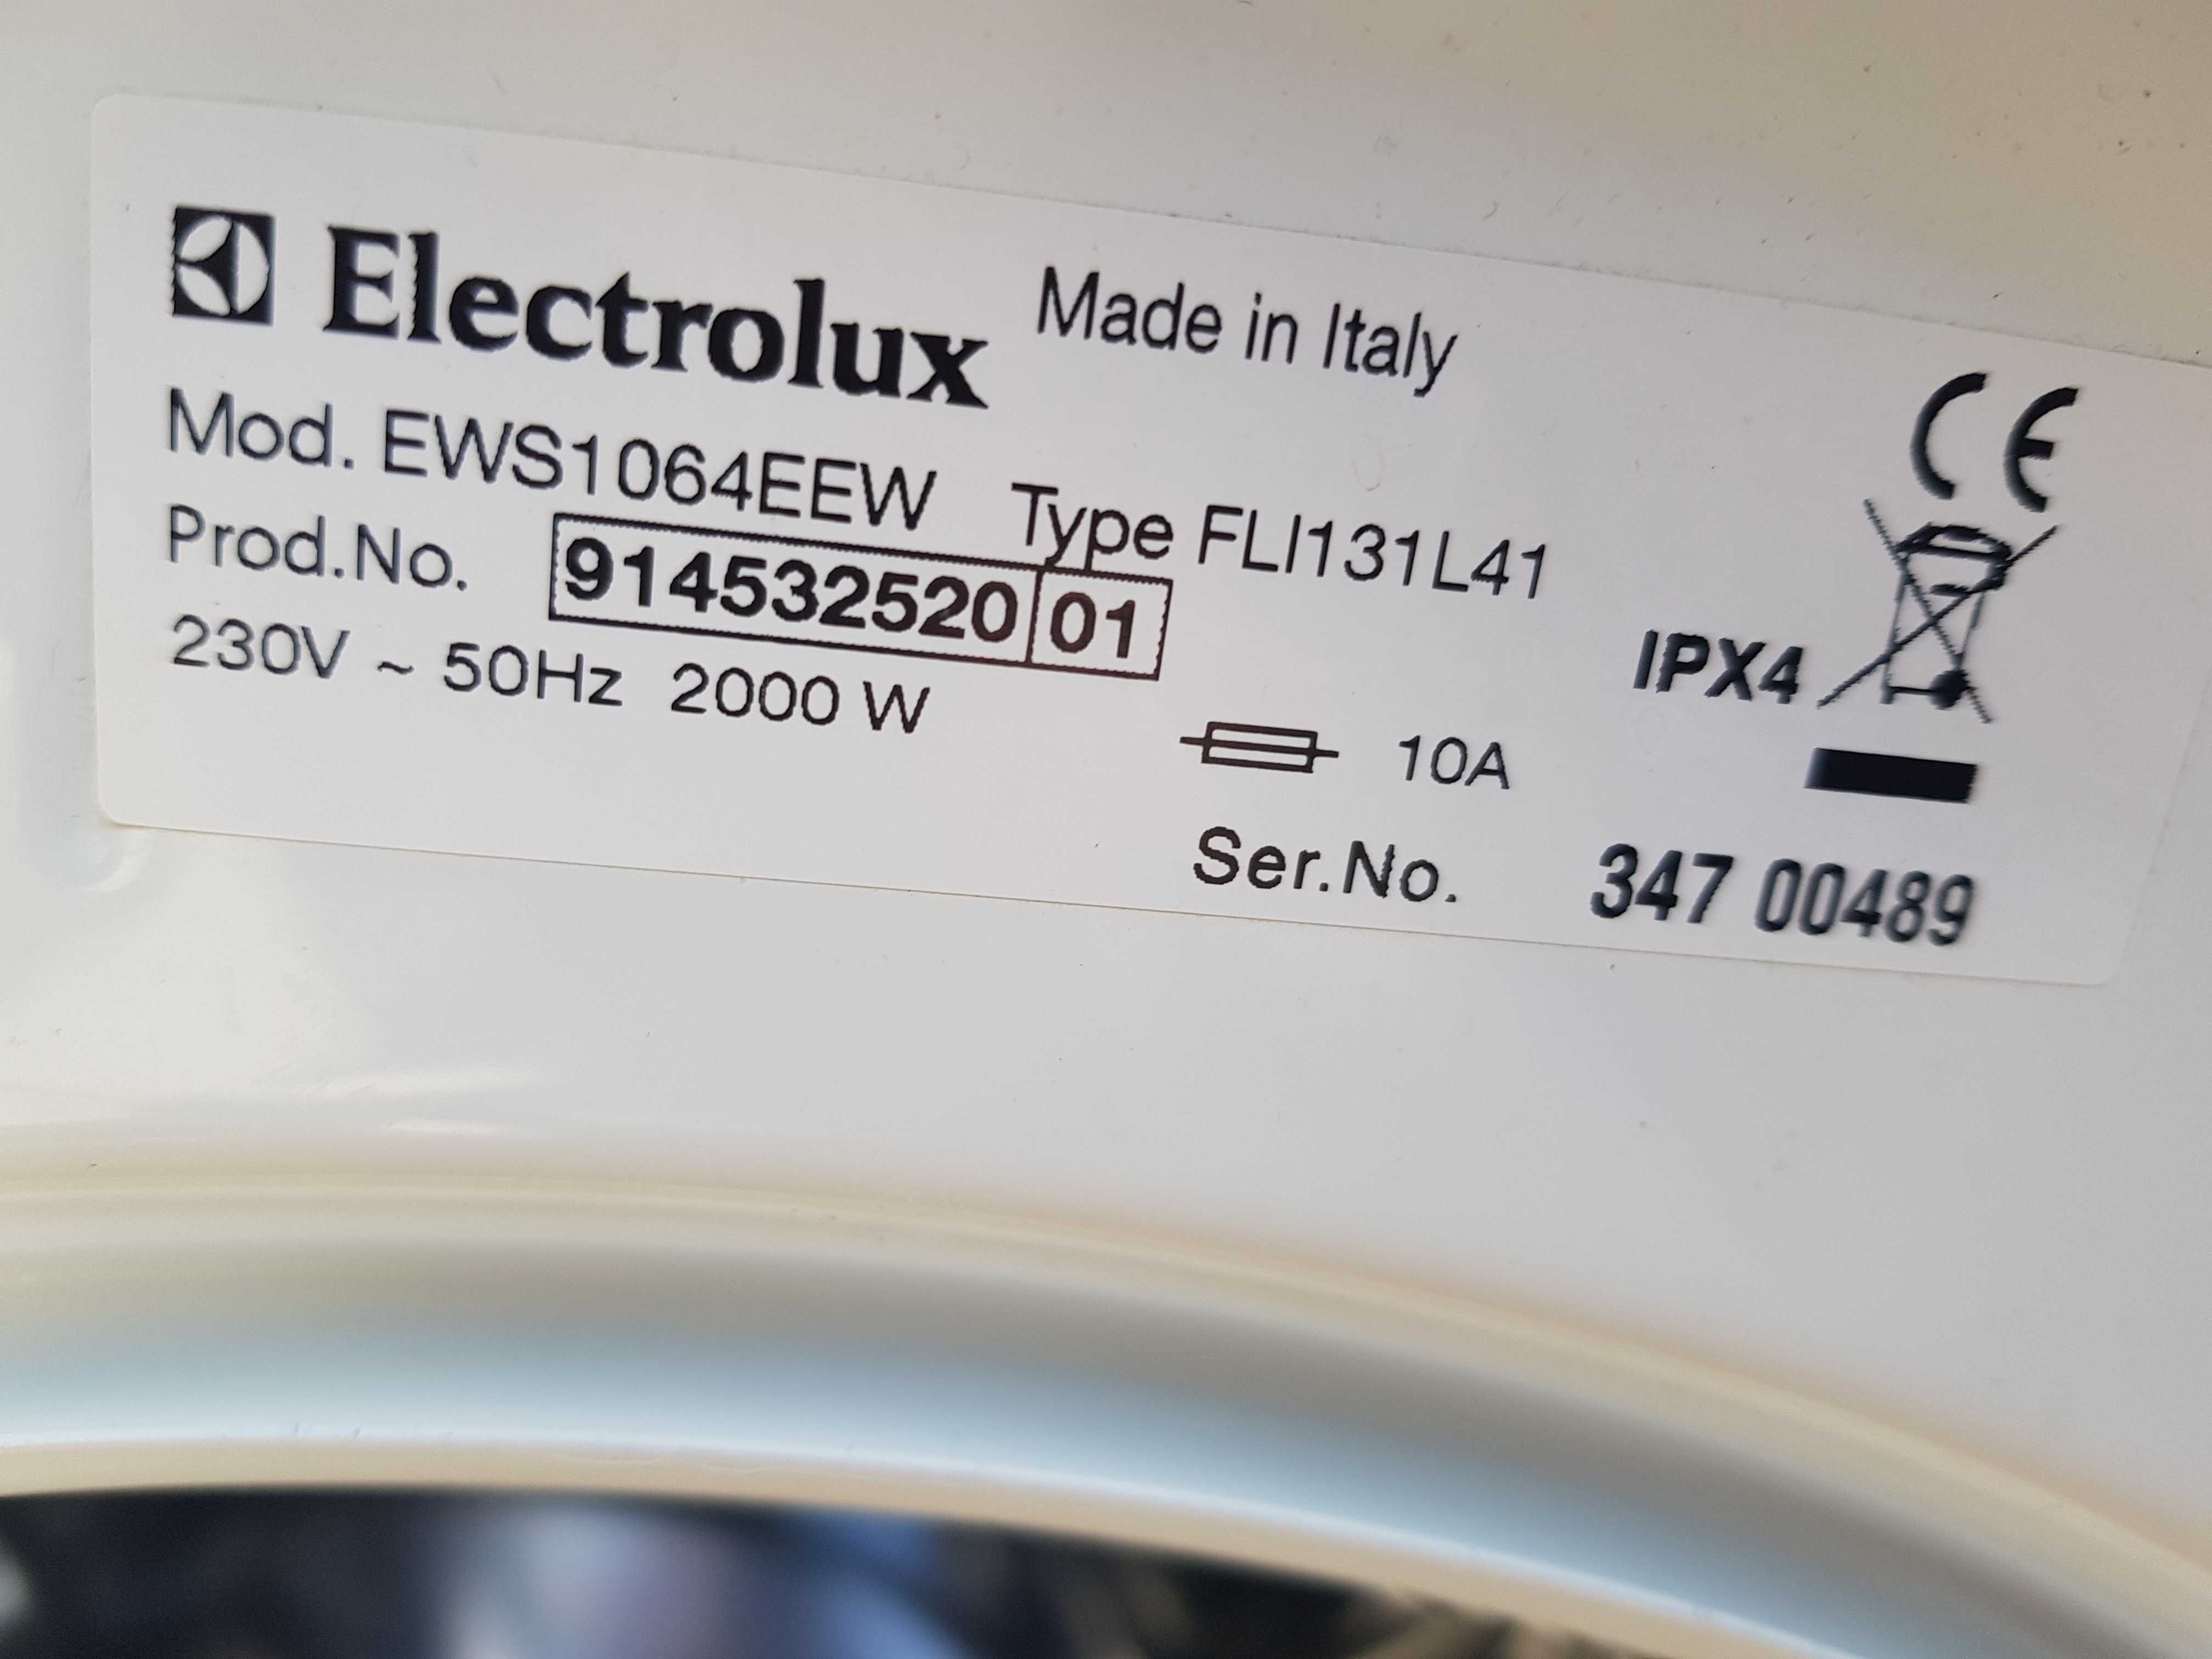 Electrolux Made in Italy
CE
Mod. EWS1064EEW Type FLI131L41
Prod.No. 914532520 01
IPX4
230V ~ 50Hz 2000 W
10A
Ser.No. 347 00489